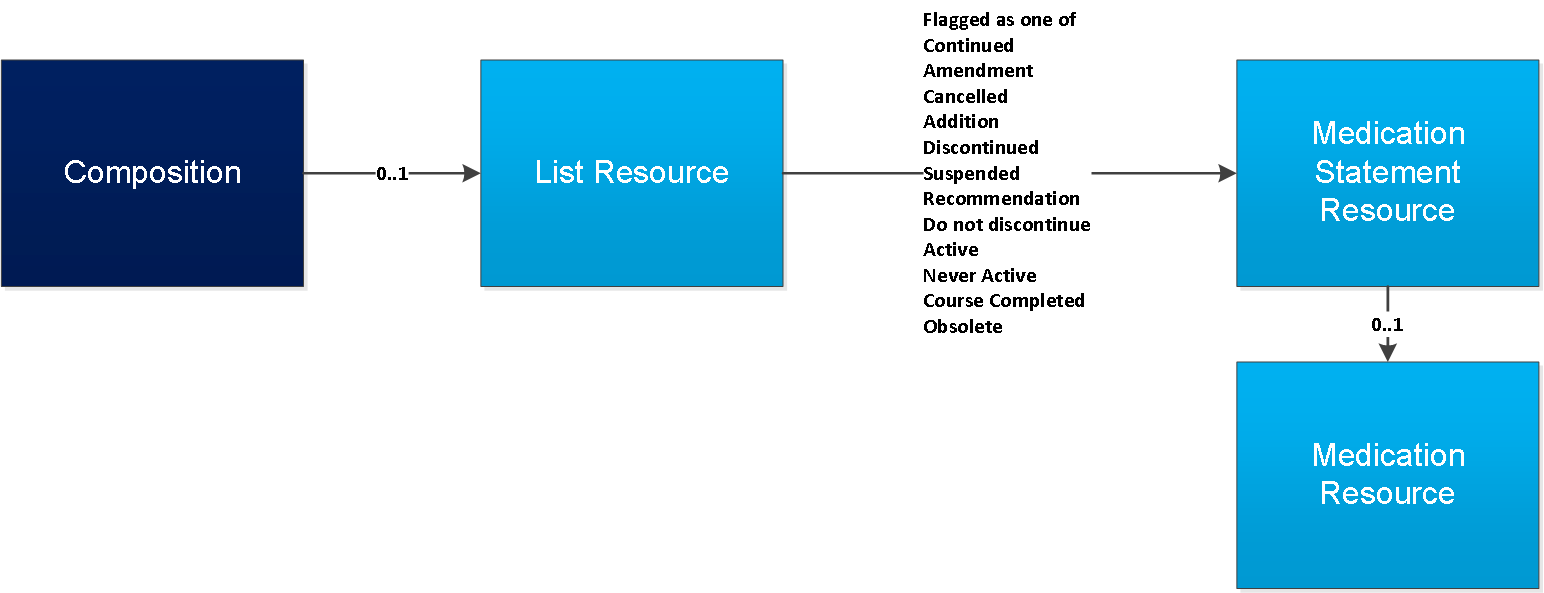 Composition
0..1
List Resource
Flagged as one of
Continued
Amendment
Cancelled
Addition
Discontinued
Suspended
Recommendation
Do not discontinue
Active
Never Active
Course Completed
Obsolete
Medication
Statement
Resource
0..1
Medication
Resource